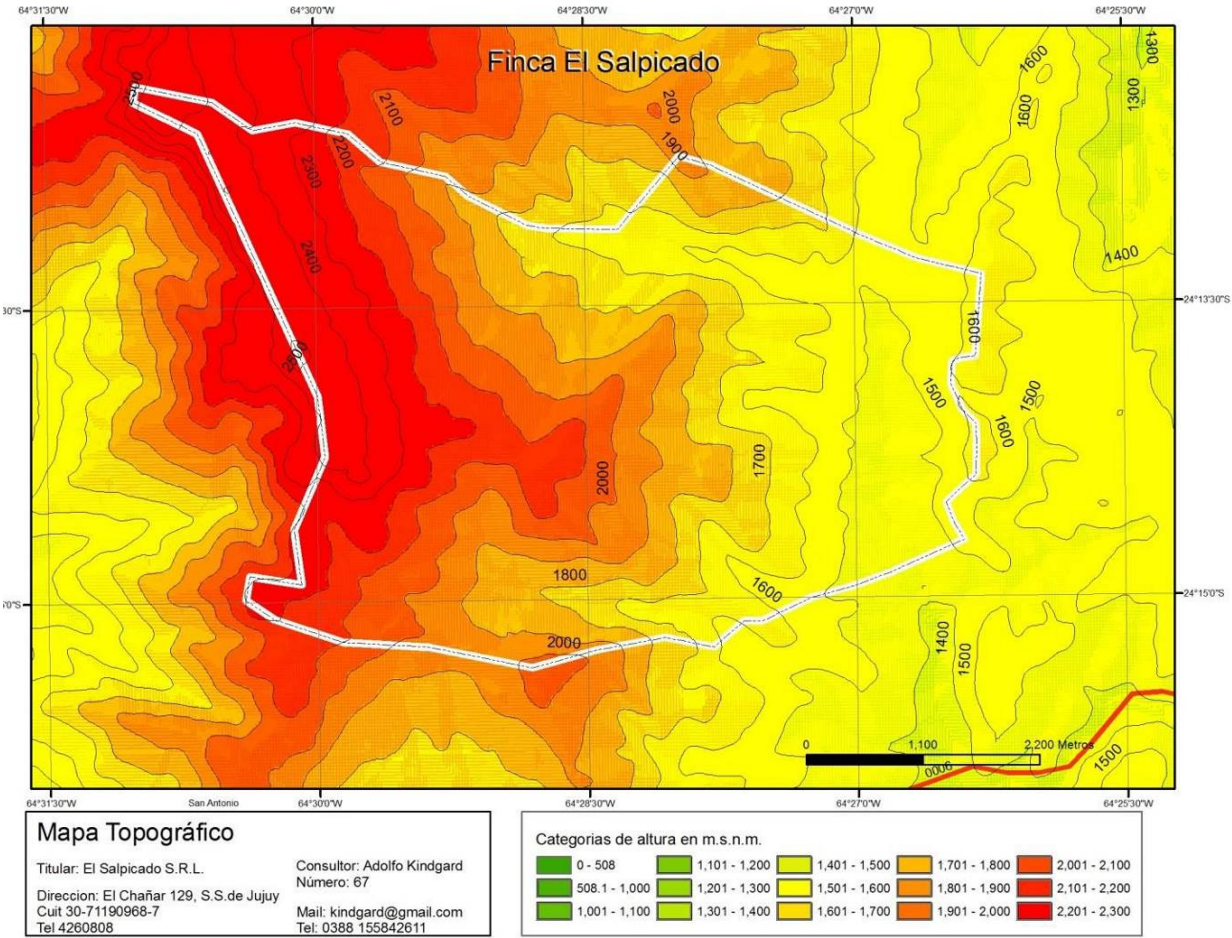 64°31'30"W 64°30'0"W 64°28'30"W 64°27'0"W 64°25'30"W
Finca El Salpicado
1300
1600
1300
2500
2100
2000
1600
2200
1900
2300
2400
1400
30"S
24°13'30"S
1600
2500
1500
1500
1600
2000
1700
1800
1600
'0"S
24°15'0"S
2000
1400
1500
0 1,100 2,200 Metros
0006
1500
64°31'30"W San Antonio 64°30'0"W 64°28'30"W 64°27'0"W 64°25'30"W
Mapa Topográfico
Titular: El Salpicado S.R.L.
Direccion: El Chañar 129, S.S.de Jujuy
Cuit 30-71190968-7
Tel 4260808
Consultor: Adolfo Kindgard
Número: 67
Mail: kindgard@gmail.com
Tel: 0388 155842611
Categorias de altura en m.s.n.m.
0 - 508 1,101 - 1,200 1,401 - 1,500 1,701 - 1,800 2,001 - 2,100
508.1 - 1,000 1,201 - 1,300 1,501 - 1,600 1,801 - 1,900 2,101 - 2,200
1,001 - 1,100 1,301 - 1,400 1,601 - 1,700 1,901 - 2,000 2,201 - 2,300